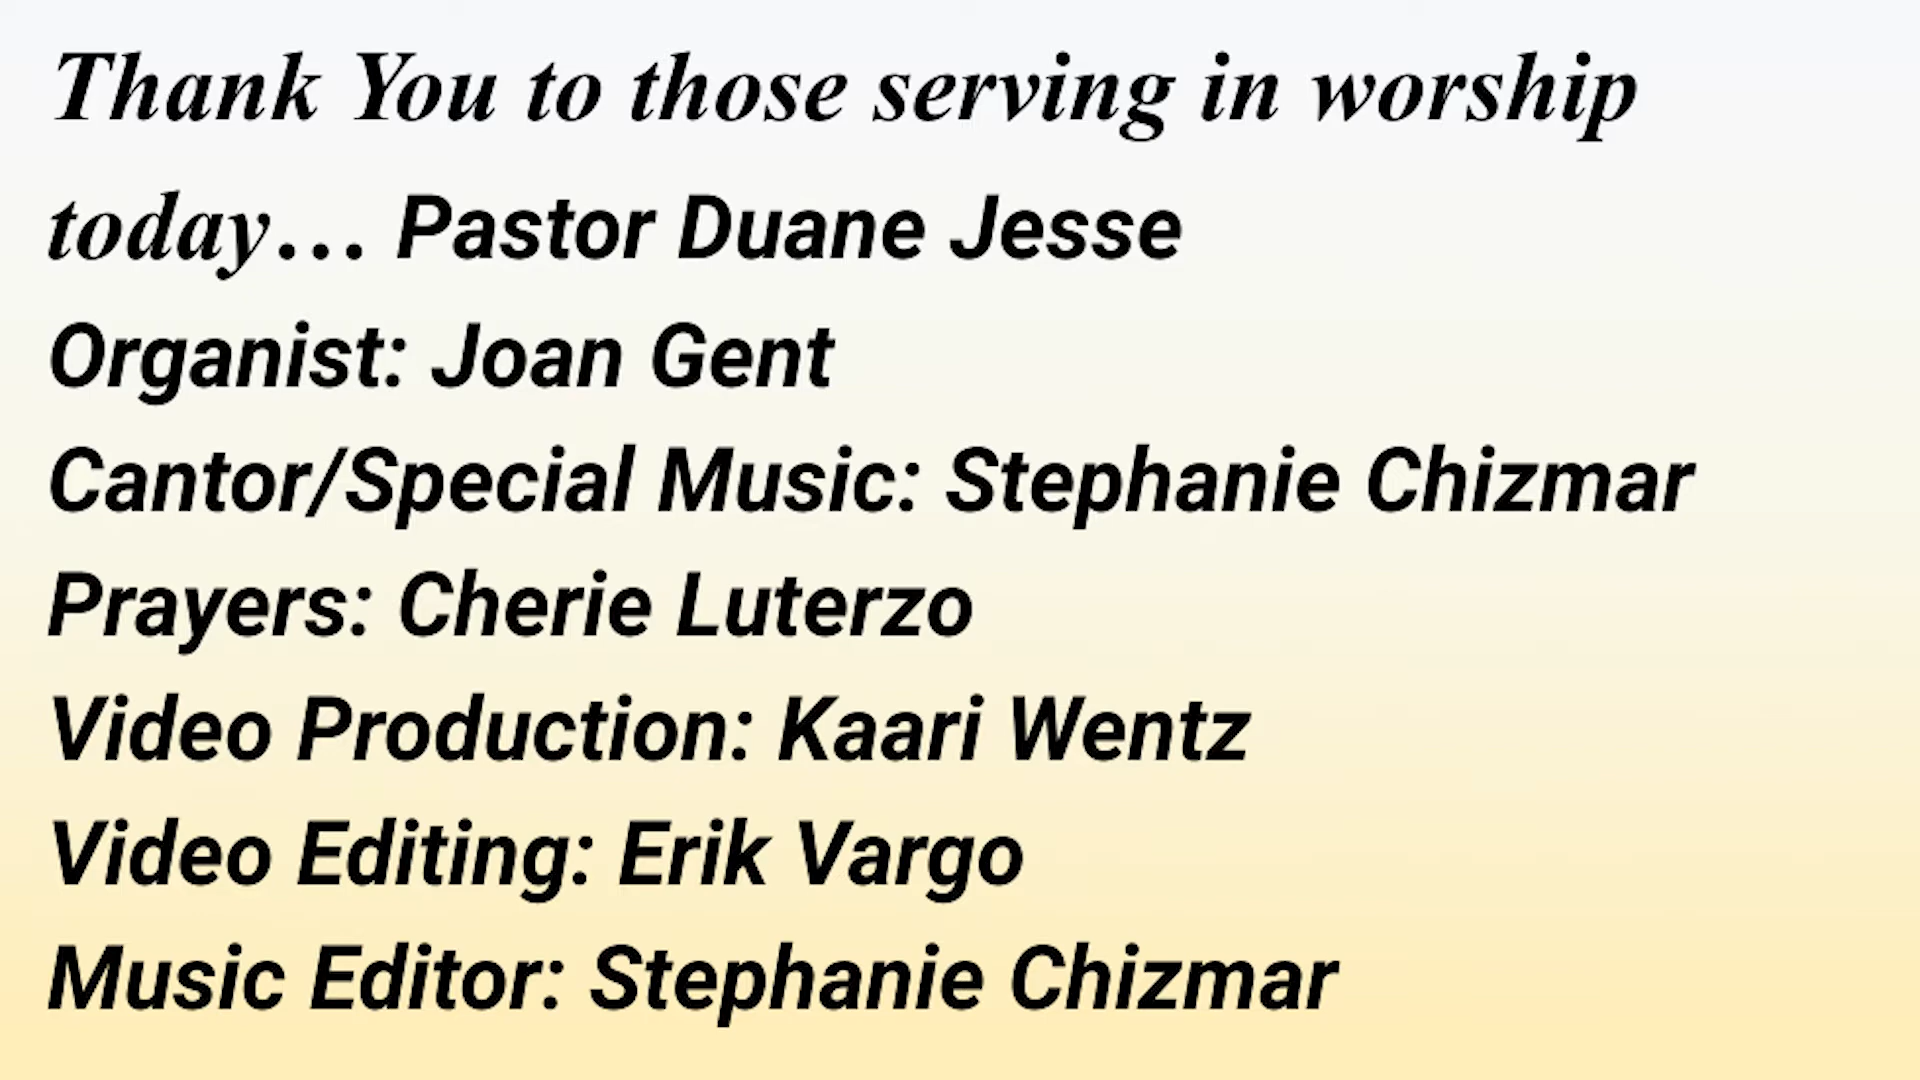 Thank You to those serving in worship
today… Pastor Duane Jesse
Organist: Joan Gent
Cantor/Special Music: Stephanie Chizmar
Prayers: Cherie Luterzo
Video Production: Kaari Wentz
Video Editing: Erik Vargo
Music Editor: Stephanie Chizmar